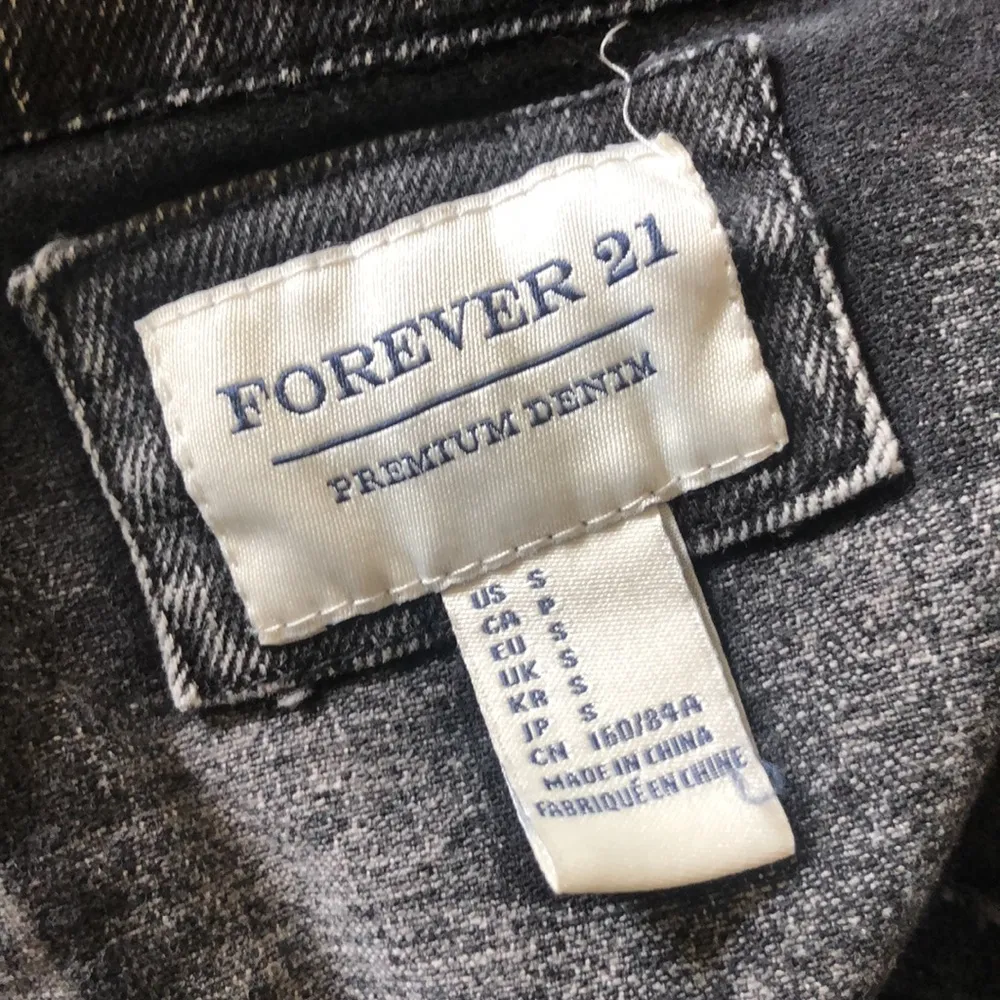 FOREVER 21
PREMIUM DENIM
US S
CA P
EU S
UK S
KR S
JP S
CN 160/84A
MADE IN CHINA
FABRIQUÉ EN CHINE